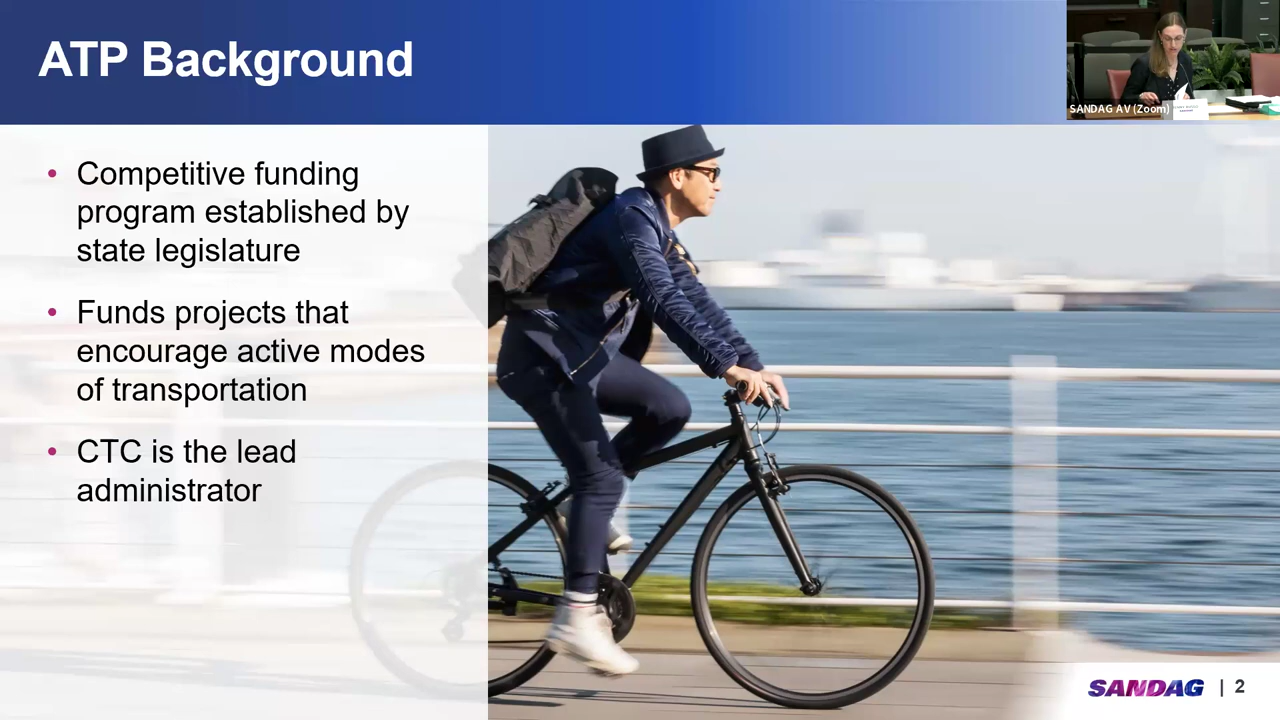 ATP Background
SANDAG AV (Zoom)
• Competitive funding
program established by
state legislature
• Funds projects that
encourage active modes
of transportation
• CTC is the lead
administrator
SANDAG | 2